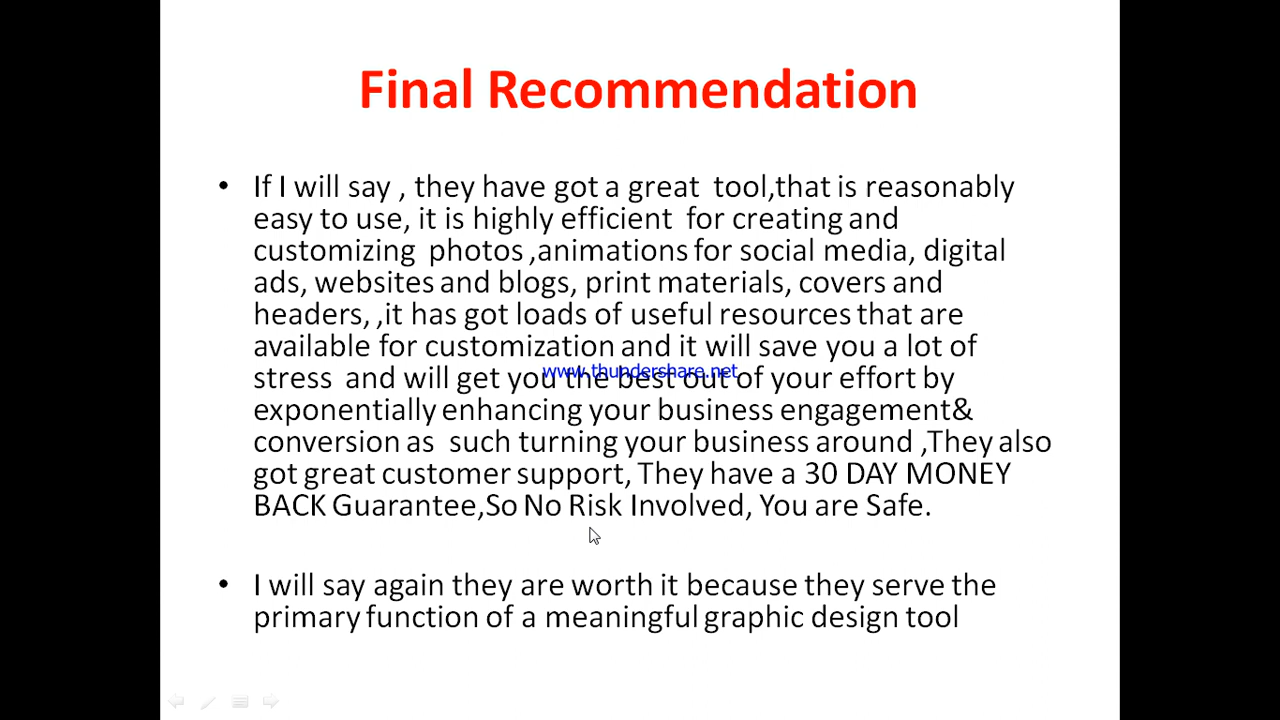 Final Recommendation
• If I will say , they have got a great  tool,that is reasonably
easy to use, it is highly efficient  for creating and
customizing  photos ,animations for social media, digital
ads, websites and blogs, print materials, covers and
headers, ,it has got loads of useful resources that are
available for customization and it will save you a lot of
stress  and will get you the best out of your effort by
www.thundershare.net
exponentially enhancing your business engagement&
conversion as  such turning your business around ,They also
got great customer support, They have a 30 DAY MONEY
BACK Guarantee,So No Risk Involved, You are Safe.
• I will say again they are worth it because they serve the
primary function of a meaningful graphic design tool